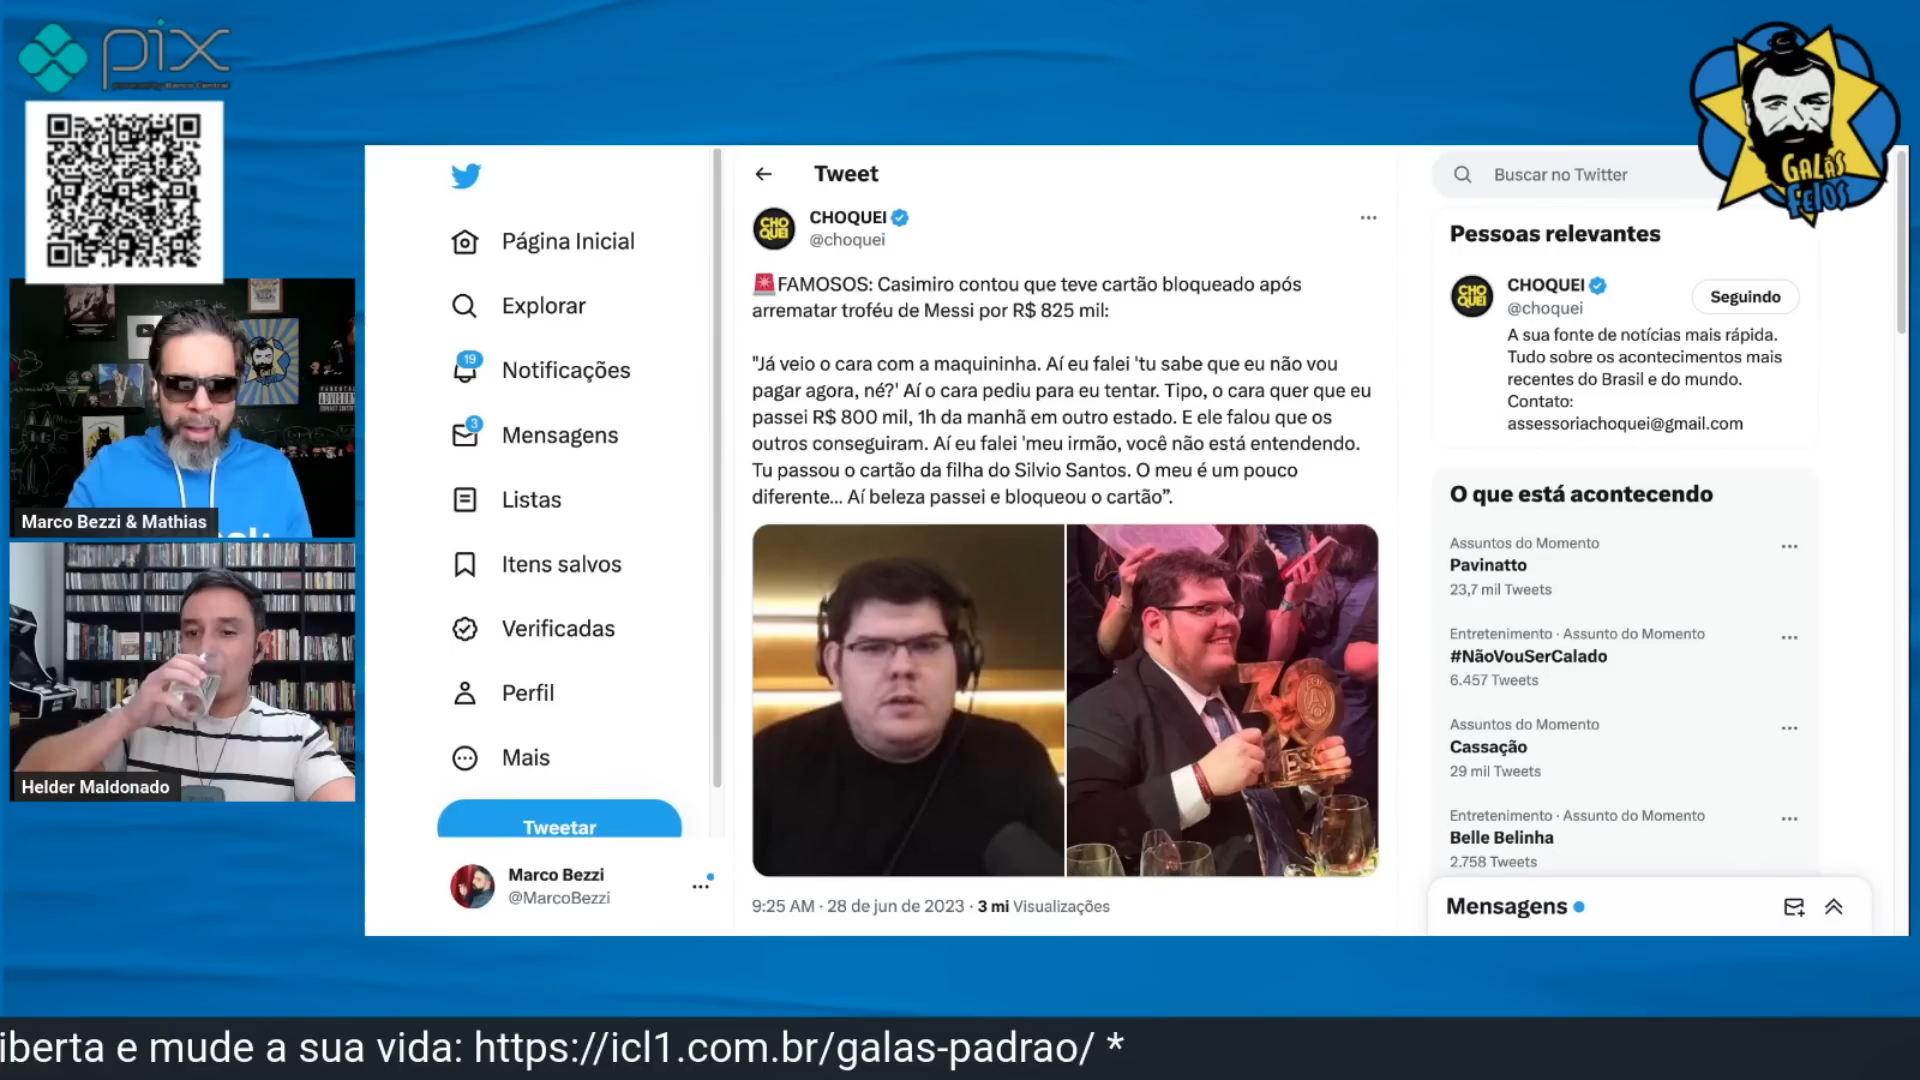 pix
powered by Banco Central
GALÃS
FEIOS
Marco Bezzi & Mathias
Helder Maldonado
Página Inicial
Explorar
19
Notificações
3
Mensagens
Listas
Itens salvos
Verificadas
Perfil
Mais
Tweetar
Marco Bezzi
@MarcoBezzi
Tweet
CHO
QUEI
CHOQUEI
@choquei
FAMOSOS: Casimiro contou que teve cartão bloqueado após
arrematar troféu de Messi por R$ 825 mil:
"Já veio o cara com a maquininha. Aí eu falei 'tu sabe que eu não vou
pagar agora, né?' Aí o cara pediu para eu tentar. Tipo, o cara quer que eu
passei R$ 800 mil, 1h da manhã em outro estado. E ele falou que os
outros conseguiram. Aí eu falei 'meu irmão, você não está entendendo.
Tu passou o cartão da filha do Silvio Santos. O meu é um pouco
diferente... Aí beleza passei e bloqueou o cartão”.
30
9:25 AM · 28 de jun de 2023 · 3 mi Visualizações
Buscar no Twitter
Pessoas relevantes
CHO
QUEI
CHOQUEI
@choquei
Seguindo
A sua fonte de notícias mais rápida.
Tudo sobre os acontecimentos mais
recentes do Brasil e do mundo.
Contato:
assessoriachoquei@gmail.com
O que está acontecendo
Assuntos do Momento
Pavinatto
23,7 mil Tweets
Entretenimento · Assunto do Momento
#NãoVouSerCalado
6.457 Tweets
Assuntos do Momento
Cassação
29 mil Tweets
Entretenimento · Assunto do Momento
Belle Belinha
2.758 Tweets
Mensagens
iberta e mude a sua vida: https://icl1.com.br/galas-padrao/ *